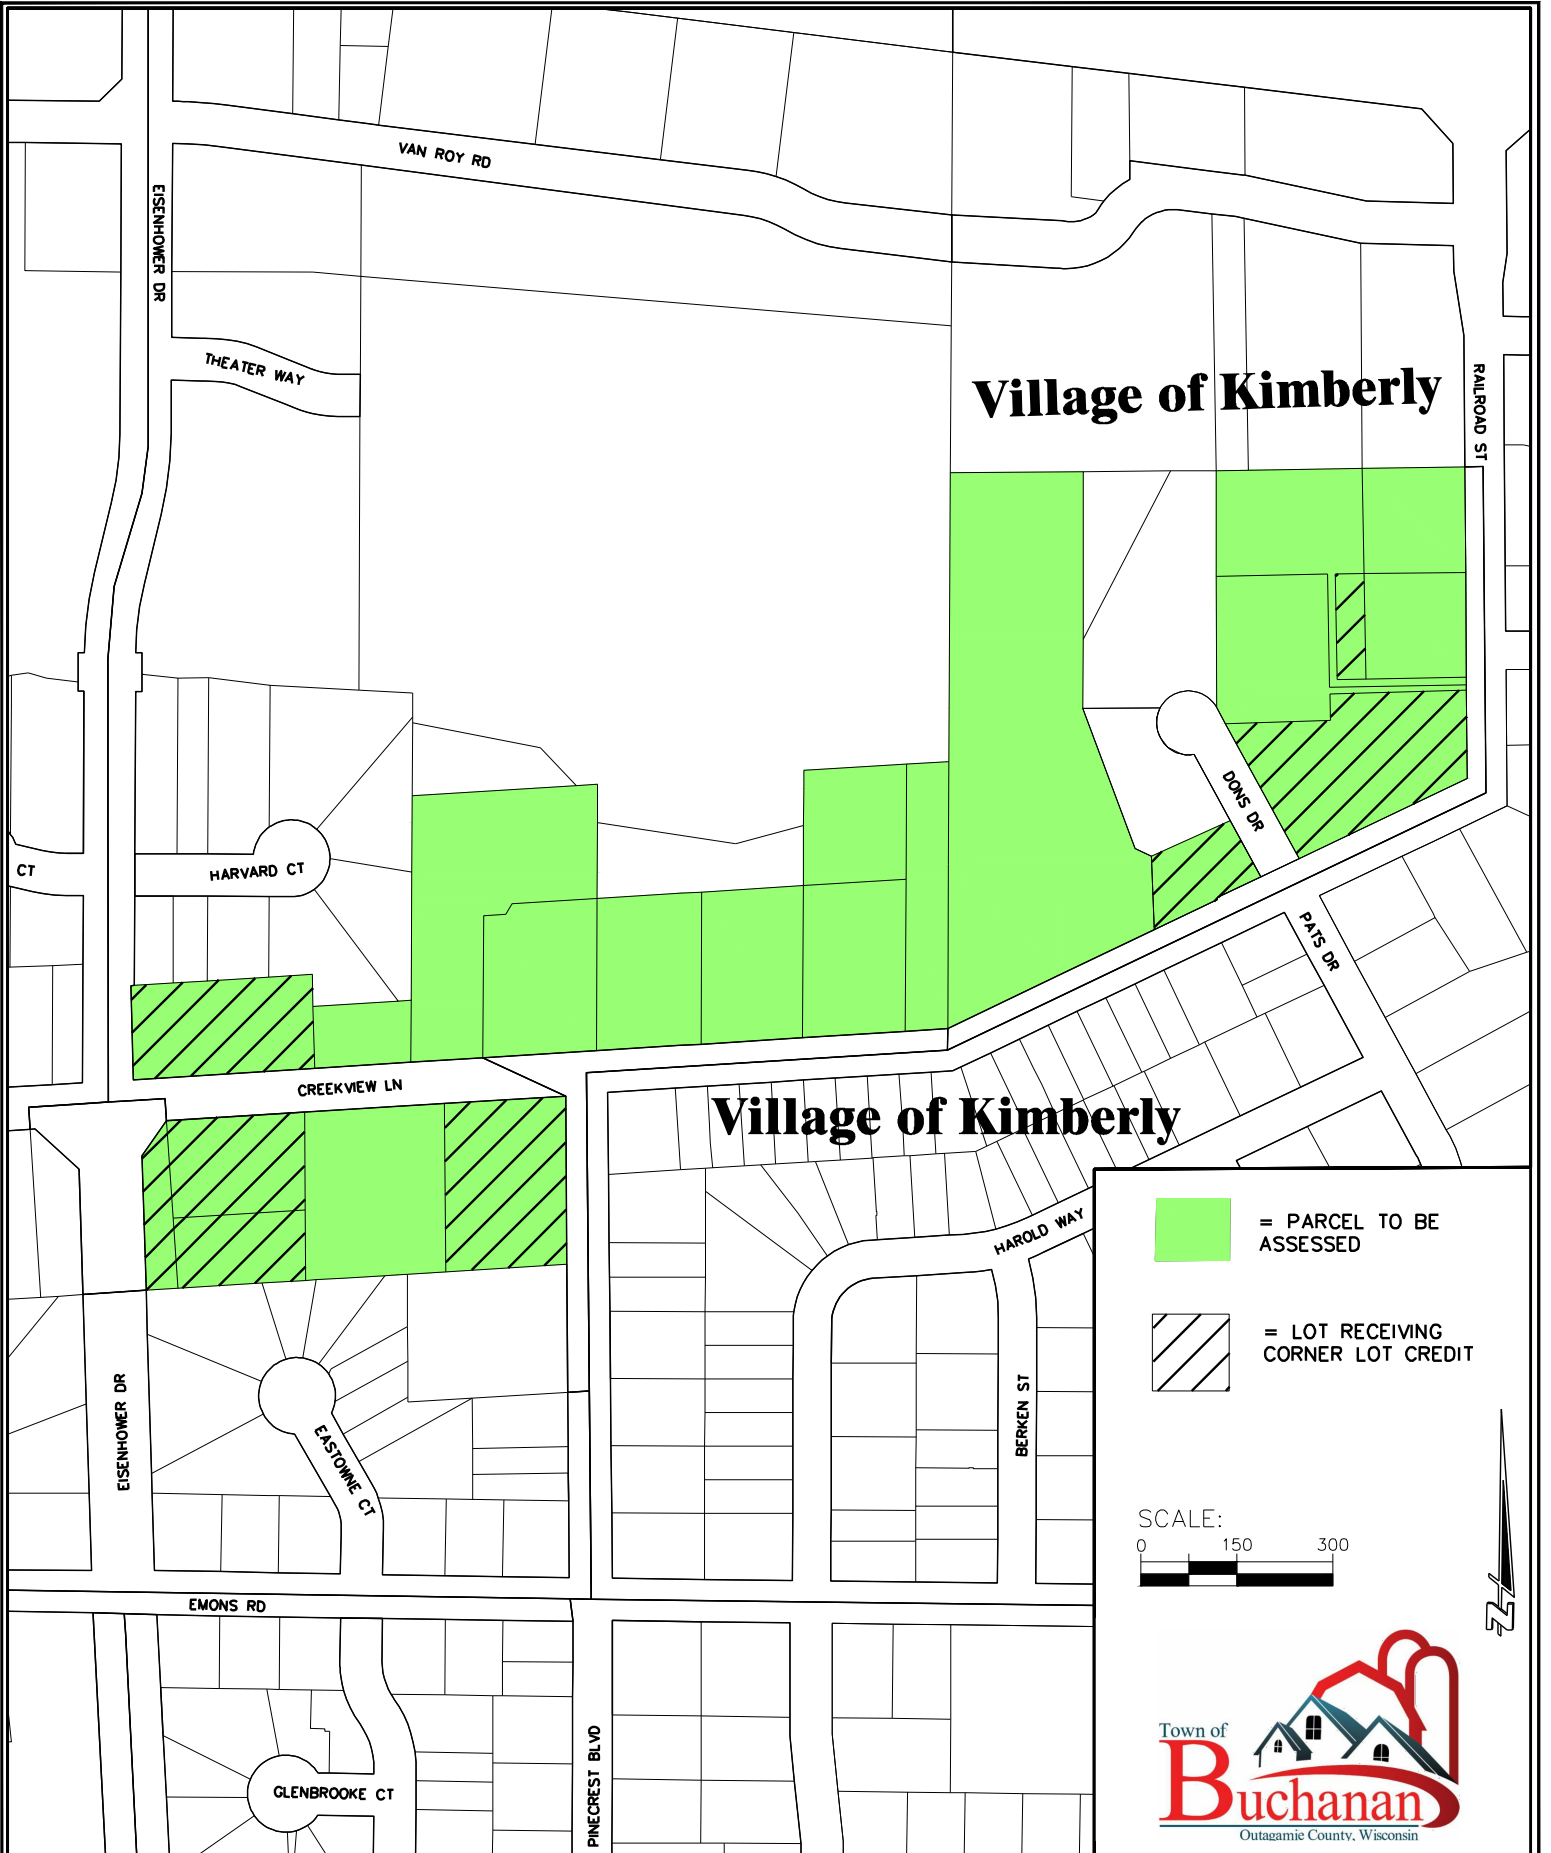 VAN ROY RD
EISENHOWER DR
THEATER WAY
Village of Kimberly
RAILROAD ST
DONS DR
CT
HARVARD CT
PATS DR
CREEKVIEW LN
Village of Kimberly
HAROLD WAY
= PARCEL TO BE
ASSESSED
= LOT RECEIVING
CORNER LOT CREDIT
EISENHOWER DR
EASTOWNE CT
BERKEN ST
SCALE:
0 150 300
N
EMONS RD
PINECREST BLVD
GLENBROOKE CT
Town of
Buchanan
Outagamie County, Wisconsin